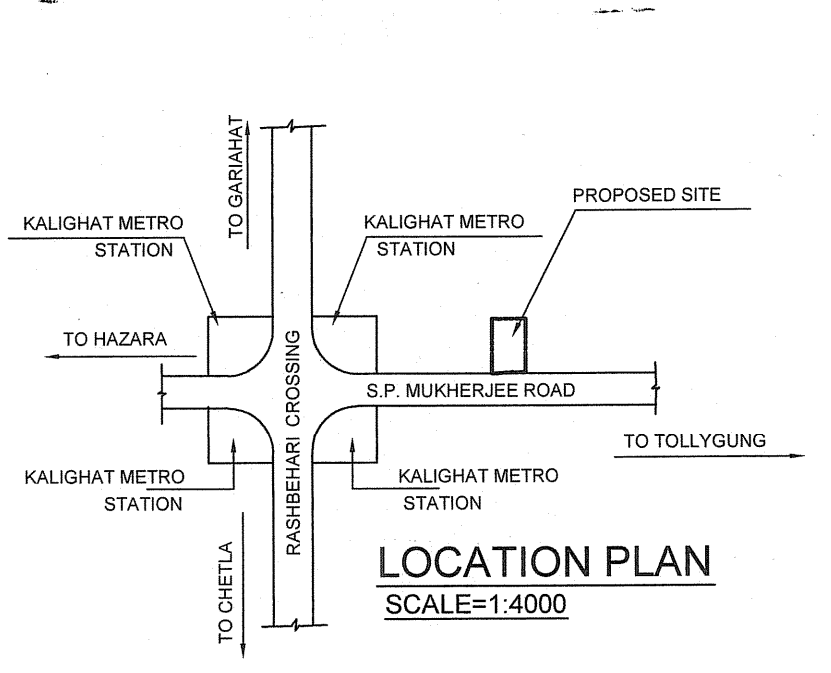 TO GARIAHAT
PROPOSED SITE
KALIGHAT METRO
STATION
KALIGHAT METRO
STATION
TO HAZARA
RASHBEHARI CROSSING
S.P. MUKHERJEE ROAD
TO TOLLYGUNG
KALIGHAT METRO
STATION
KALIGHAT METRO
STATION
TO CHETLA
LOCATION PLAN
SCALE=1:4000